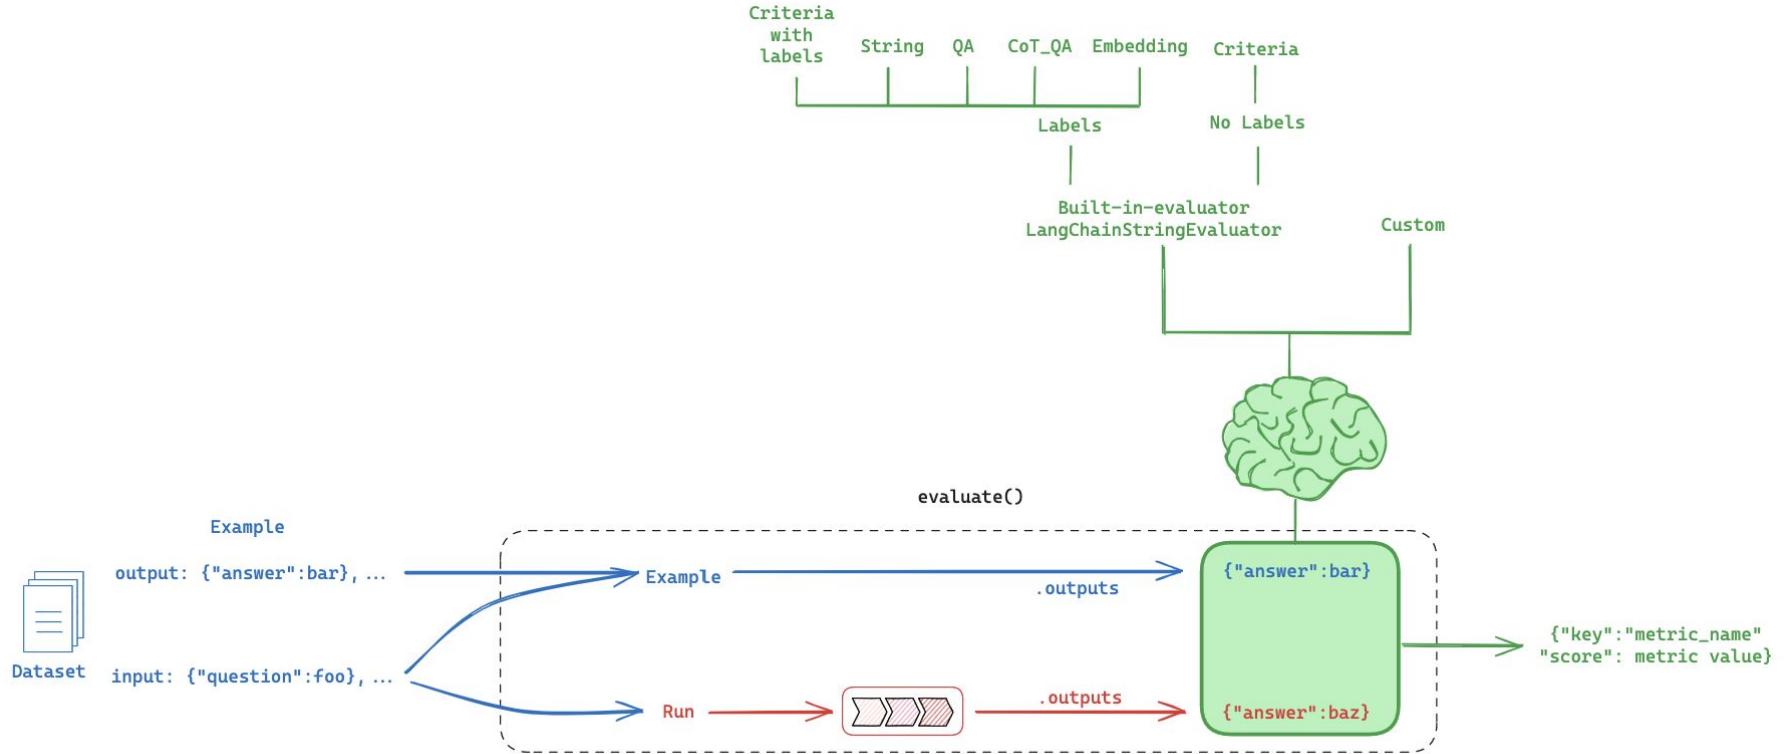 Criteria
with
labels
String
QA
CoT_QA
Embedding
Criteria
Labels
No Labels
Built-in-evaluator
LangChainStringEvaluator
Custom
evaluate()
Example
output: {"answer":bar}, ...
Example
.outputs
{"answer":bar}
Dataset
input: {"question":foo}, ...
{"key":"metric_name"
"score": metric value}
Run
.outputs
{"answer":baz}